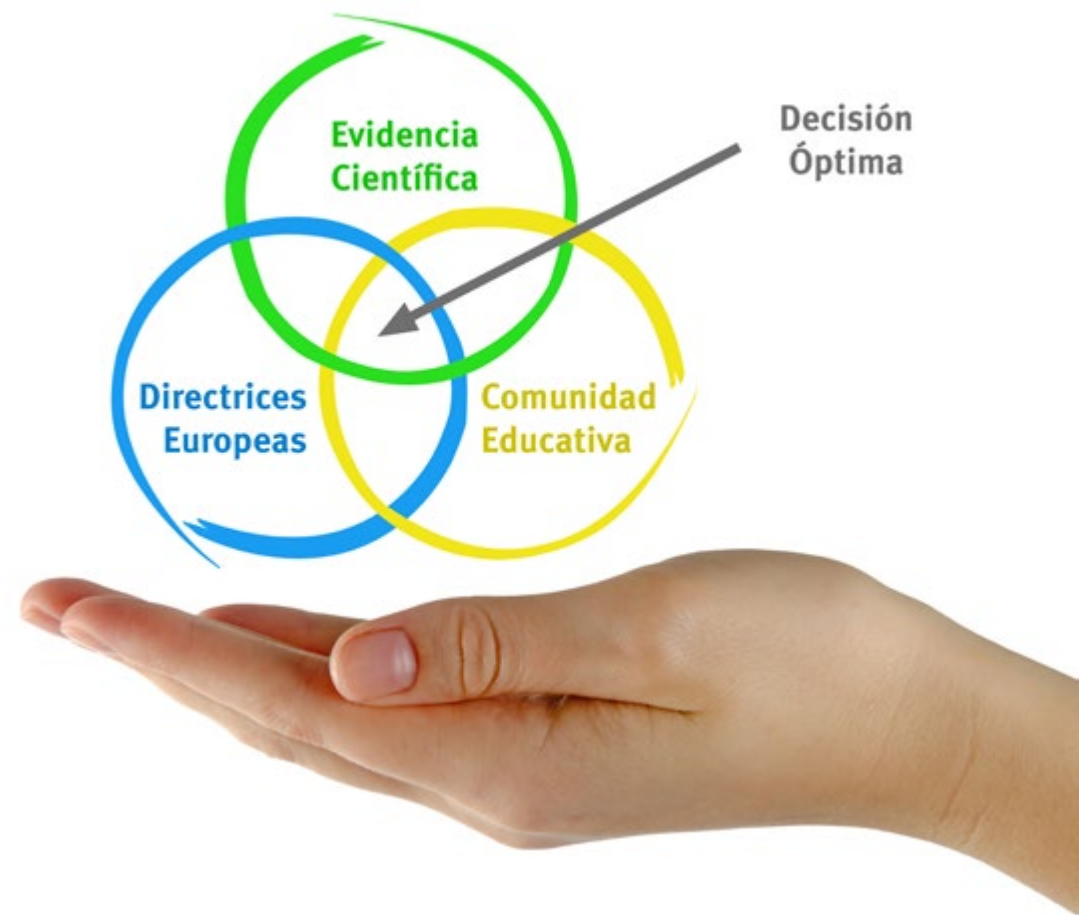 Evidencia
Científica
Decisión
Óptima
Directrices
Europeas
Comunidad
Educativa